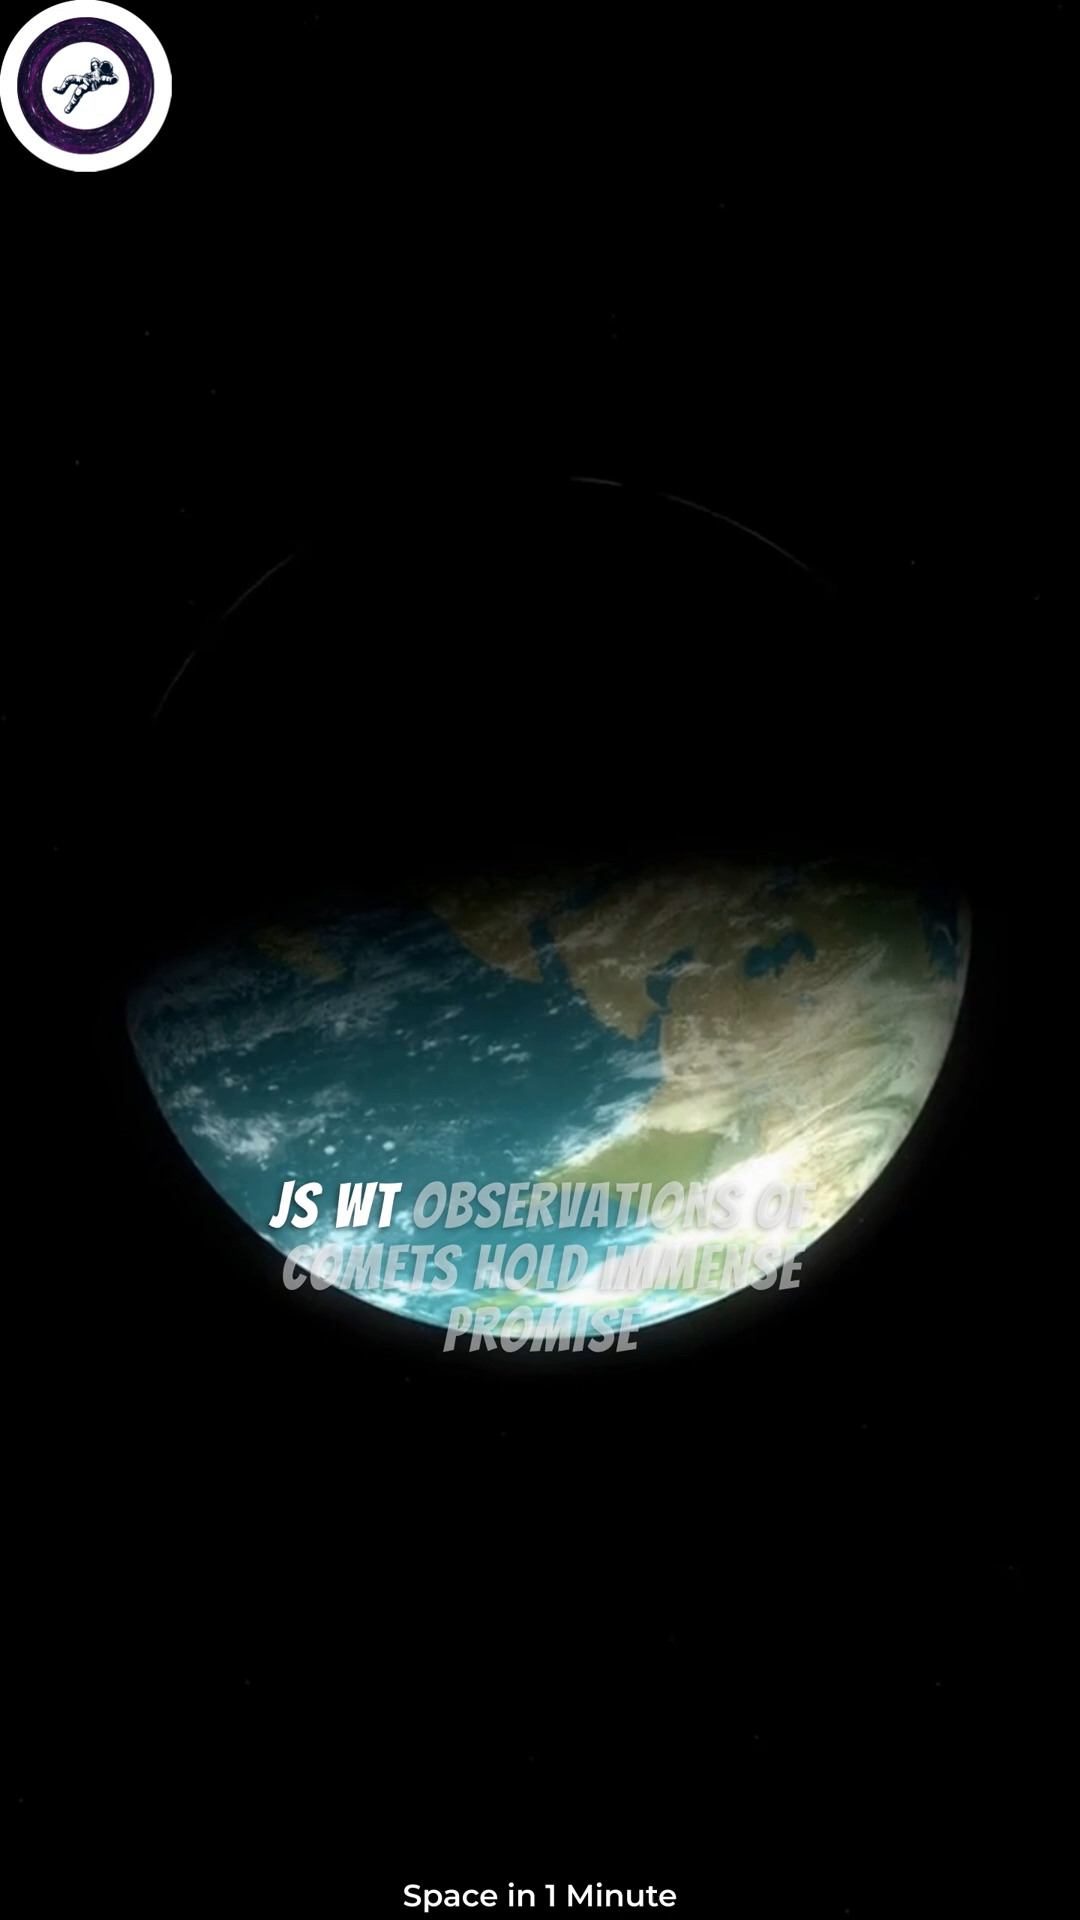 JS WT OBSERVATIONS OF
COMETS HOLD IMMENSE
PROMISE
Space in 1 Minute